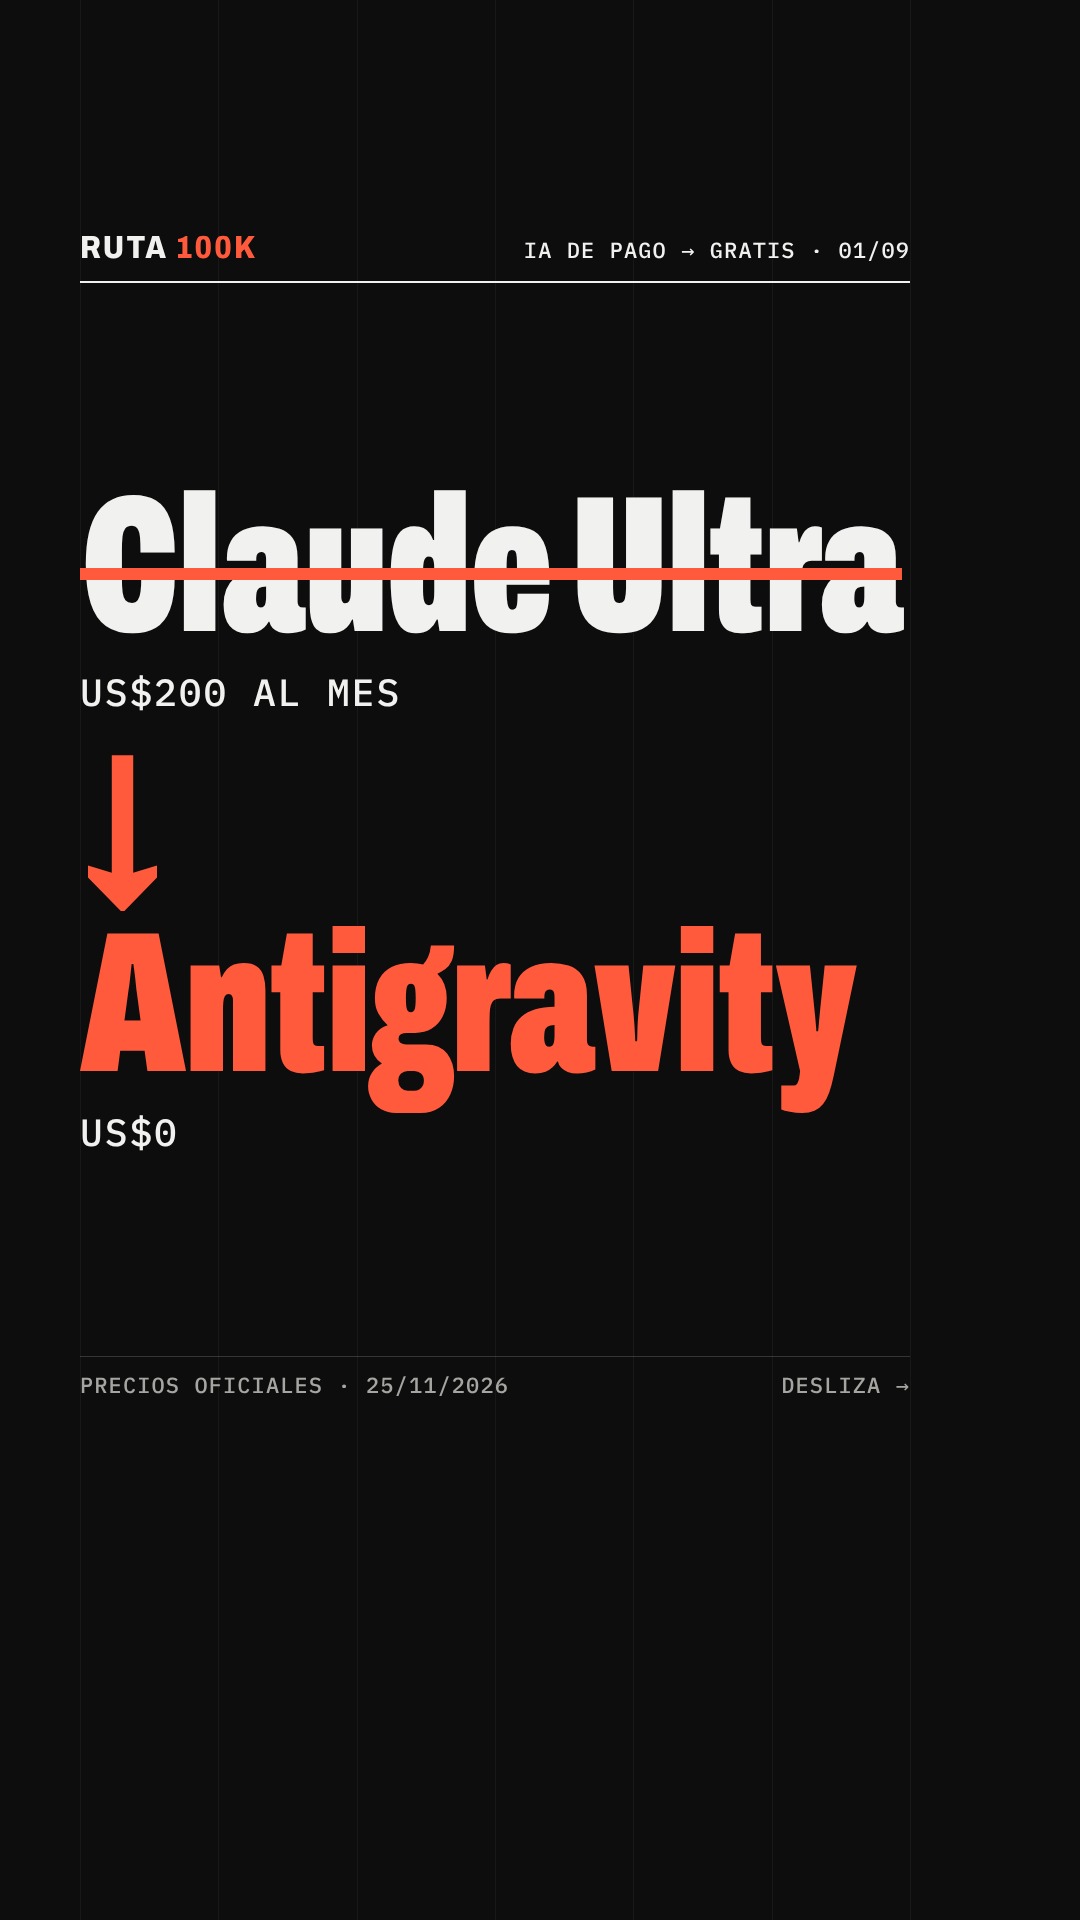 RUTA 100K
IA DE PAGO → GRATIS · 01/09
Claude Ultra
US$200 AL MES
↓
Antigravity
US$0
PRECIOS OFICIALES · 25/11/2026
DESLIZA →